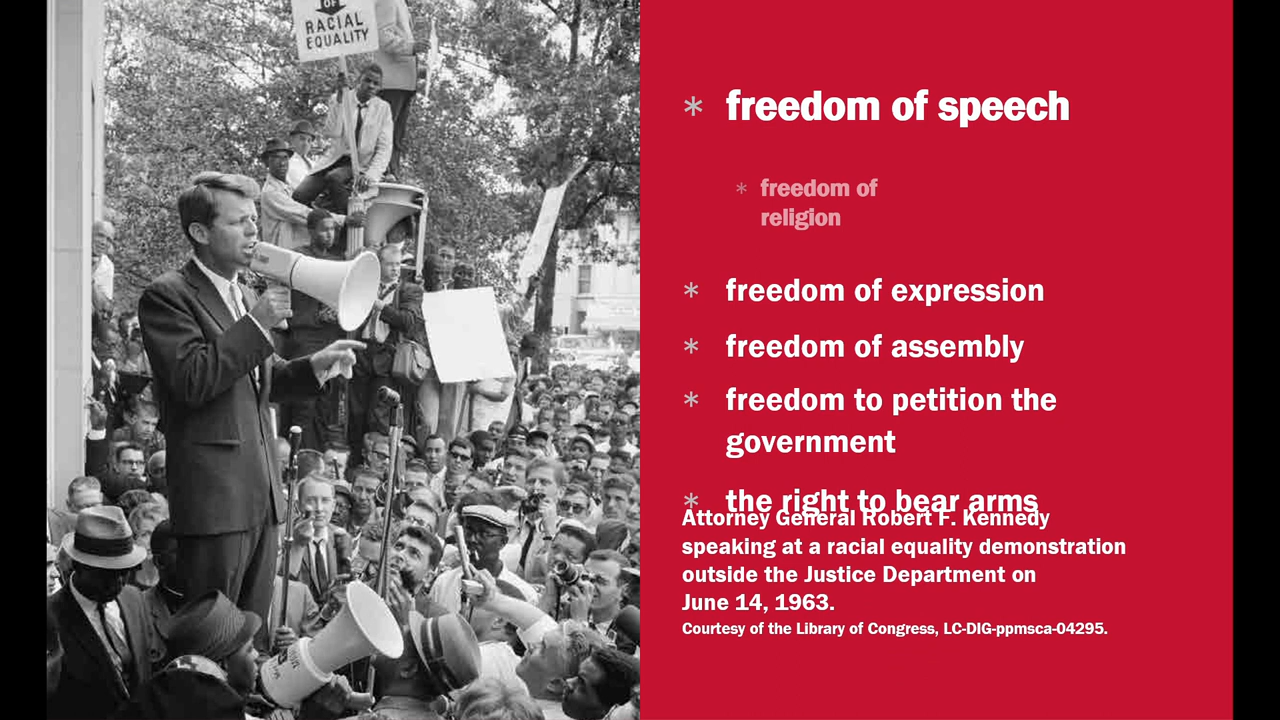 OF
RACIAL
EQUALITY
* freedom of speech
* freedom of
religion
* freedom of expression
* freedom of assembly
* freedom to petition the
government
* the right to bear arms
Attorney General Robert F. Kennedy
speaking at a racial equality demonstration
outside the Justice Department on
June 14, 1963.
Courtesy of the Library of Congress, LC-DIG-ppmsca-04295.